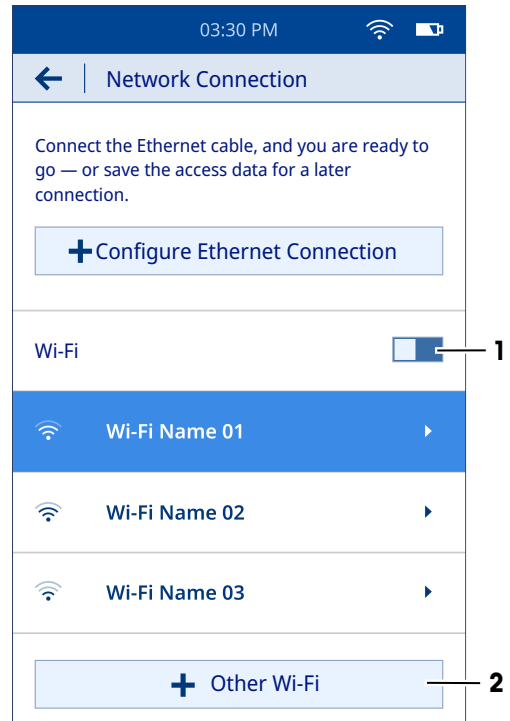 03:30 PM
Network Connection
Connect the Ethernet cable, and you are ready to
go — or save the access data for a later
connection.
Configure Ethernet Connection
Wi-Fi
1
Wi-Fi Name 01
Wi-Fi Name 02
Wi-Fi Name 03
Other Wi-Fi
2